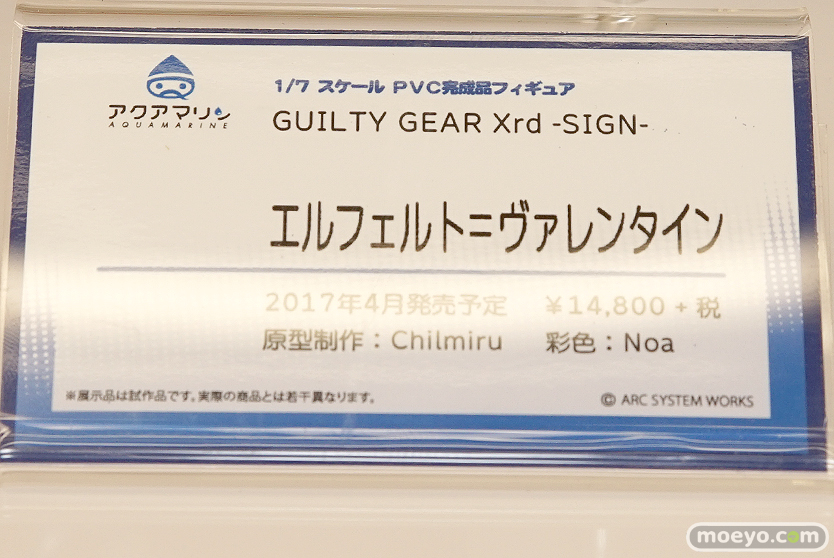 アクアマリン
AQUAMARINE
1/7 スケール PVC完成品フィギュア
GUILTY GEAR Xrd -SIGN-
エルフェルト=ヴァレンタイン
2017年4月発売予定 ¥14,800+税
原型制作：Chilmiru 彩色：Noa
※展示品は試作品です。実際の商品とは若干異なります。
© ARC SYSTEM WORKS
moeyo.com